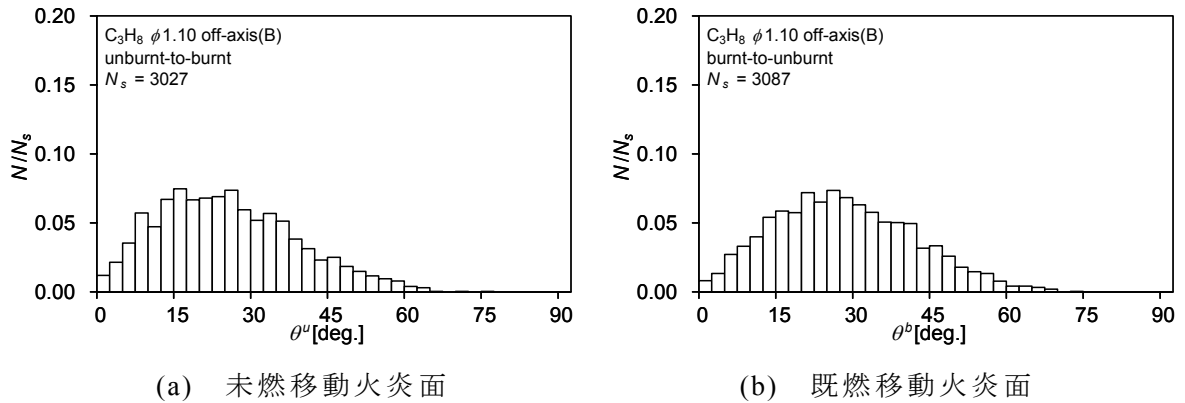 C₃H₈ ϕ1.10 off-axis(B)
unburnt-to-burnt
Nₛ = 3027
N/Nₛ
0.20
0.15
0.10
0.05
0.00
0 15 30 45 60 75 90
θᵘ[deg.]
(a) 未燃移動火炎面
C₃H₈ ϕ1.10 off-axis(B)
burnt-to-unburnt
Nₛ = 3087
N/Nₛ
0.20
0.15
0.10
0.05
0.00
0 15 30 45 60 75 90
θᵇ[deg.]
(b) 既燃移動火炎面